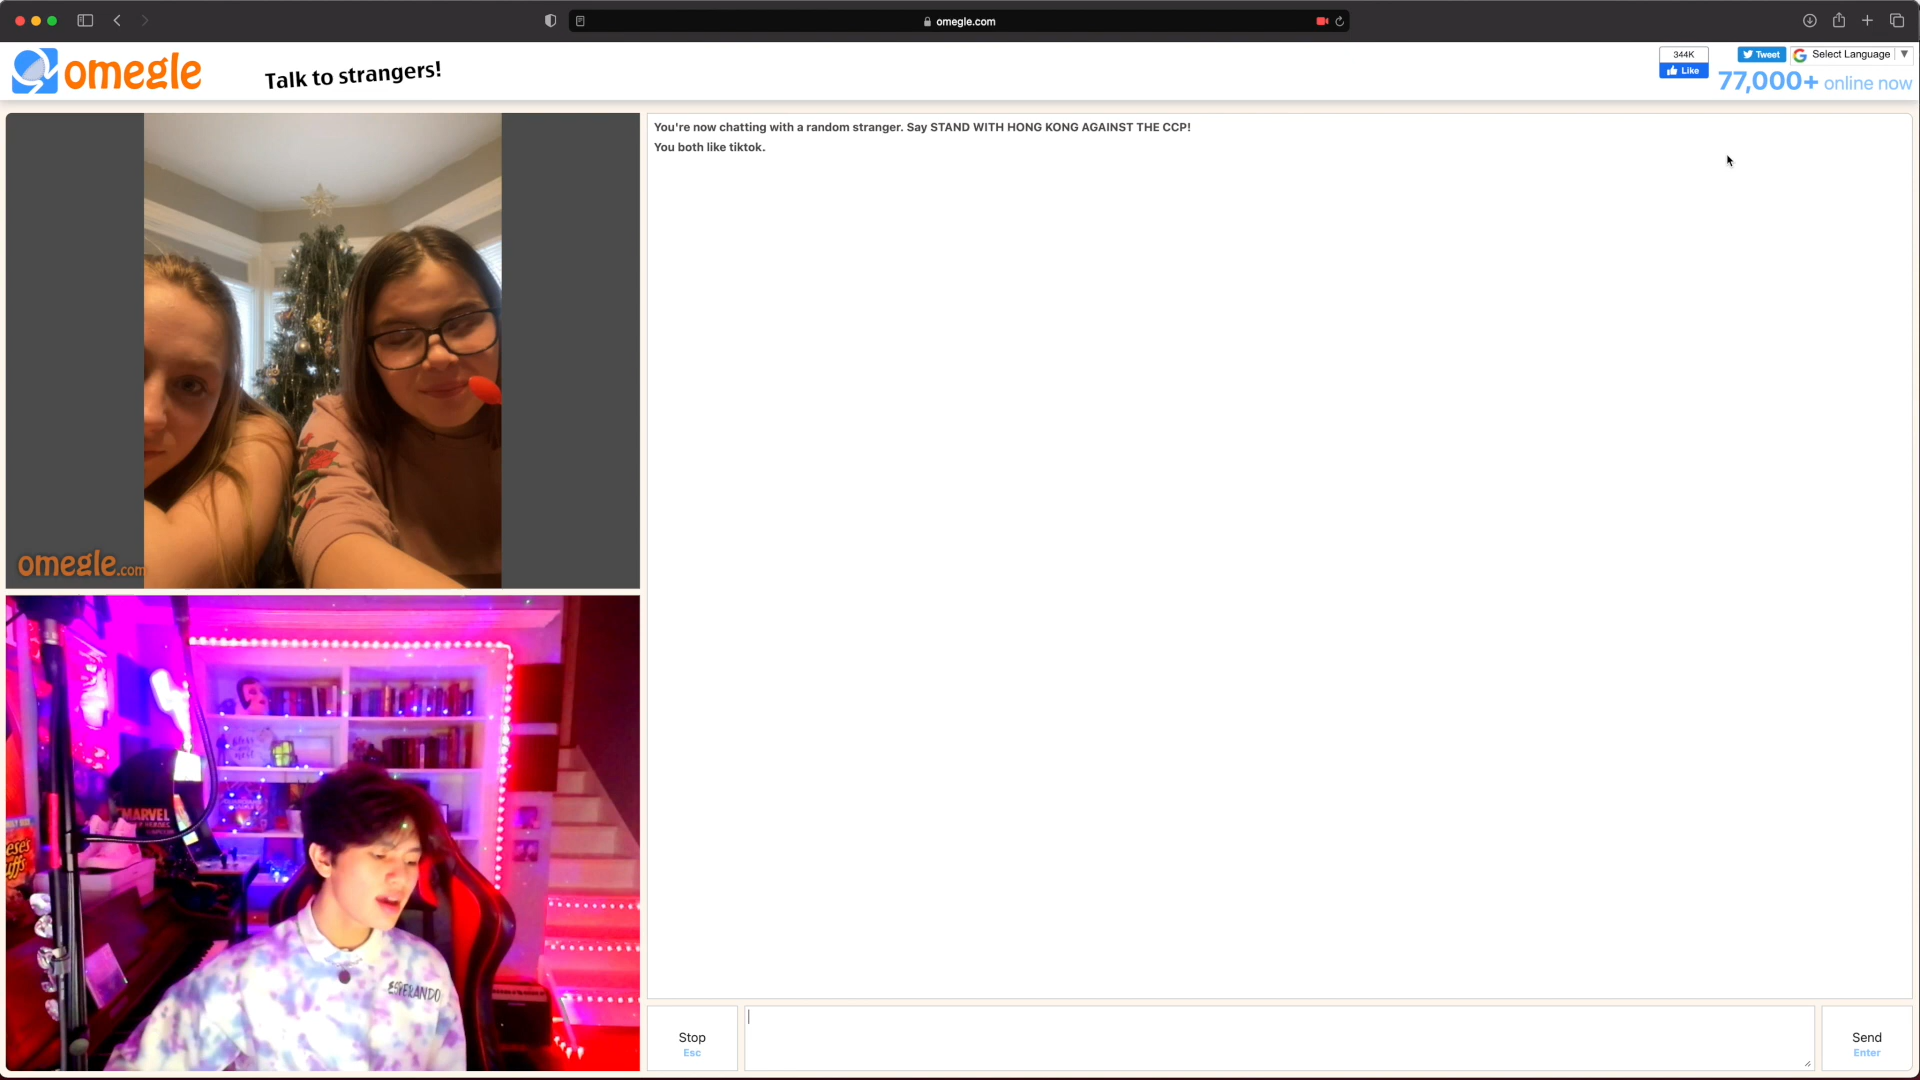 omegle.com
omegle
Talk to strangers!
344K
Like
Tweet
Select Language
77,000+ online now
You're now chatting with a random stranger. Say STAND WITH HONG KONG AGAINST THE CCP!
You both like tiktok.
omegle.com
MARVEL
ESPERANDO
Stop
Esc
Send
Enter